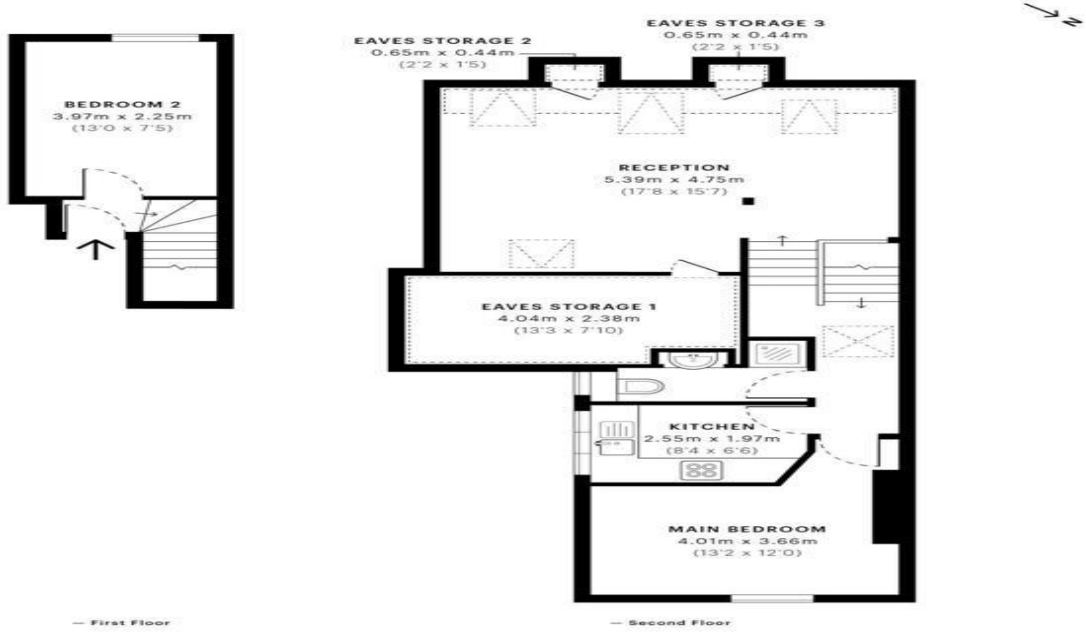 N
EAVES STORAGE 3
0.65m x 0.44m
(2'2 x 1'5)
EAVES STORAGE 2
0.65m x 0.44m
(2'2 x 1'5)
BEDROOM 2
3.97m x 2.25m
(13'0 x 7'5)
RECEPTION
5.39m x 4.75m
(17'8 x 15'7)
EAVES STORAGE 1
4.04m x 2.38m
(13'3 x 7'10)
KITCHEN
2.55m x 1.97m
(8'4 x 6'6)
MAIN BEDROOM
4.01m x 3.66m
(13'2 x 12'0)
— First Floor
— Second Floor